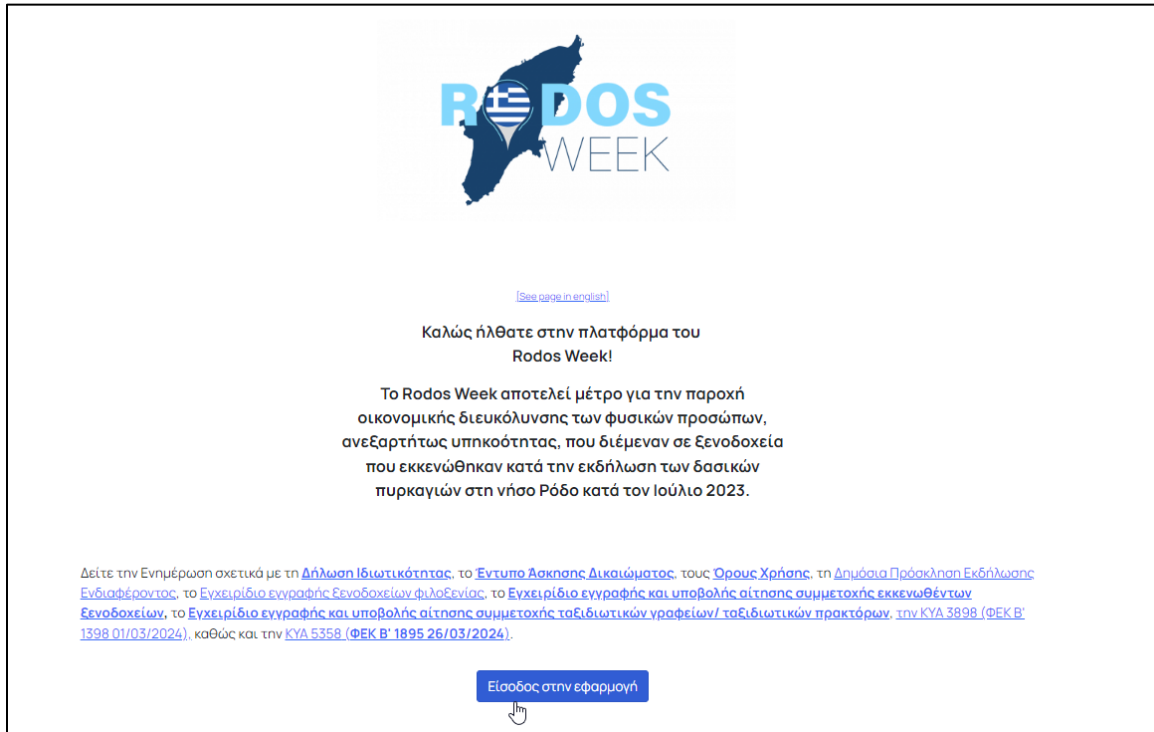 RODOS
WEEK
[See page in english]
Καλώς ήλθατε στην πλατφόρμα του
Rodos Week!
Το Rodos Week αποτελεί μέτρο για την παροχή
οικονομικής διευκόλυνσης των φυσικών προσώπων,
ανεξαρτήτως υπηκοότητας, που διέμεναν σε ξενοδοχεία
που εκκενώθηκαν κατά την εκδήλωση των δασικών
πυρκαγιών στη νήσο Ρόδο κατά τον Ιούλιο 2023.
Δείτε την Ενημέρωση σχετικά με τη Δήλωση Ιδιωτικότητας, το Έντυπο Άσκησης Δικαιώματος, τους Όρους Χρήσης, τη Δημόσια Πρόσκληση Εκδήλωσης
Ενδιαφέροντος, το Εγχειρίδιο εγγραφής ξενοδοχείων φιλοξενίας, το Εγχειρίδιο εγγραφής και υποβολής αίτησης συμμετοχής εκκενωθέντων
ξενοδοχείων, το Εγχειρίδιο εγγραφής και υποβολής αίτησης συμμετοχής ταξιδιωτικών γραφείων/ ταξιδιωτικών πρακτόρων, την ΚΥΑ 3898 (ΦΕΚ Β'
1398 01/03/2024), καθώς και την ΚΥΑ 5358 (ΦΕΚ Β' 1895 26/03/2024).
Είσοδος στην εφαρμογή